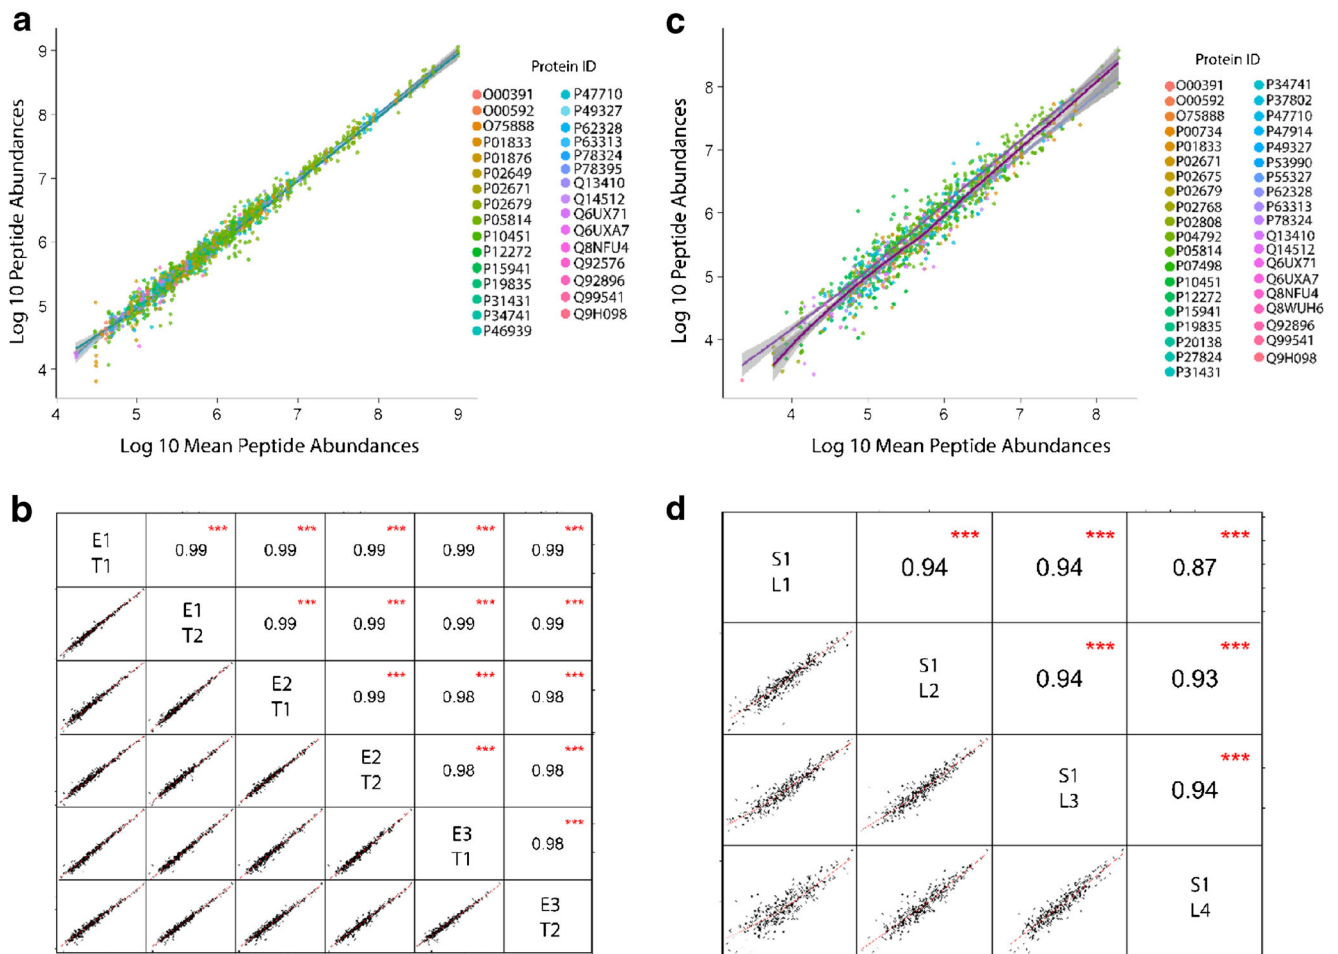 a
Log 10 Peptide Abundances
9
8
7
6
5
4
4 5 6 7 8 9
Log 10 Mean Peptide Abundances
Protein ID
O00391
O00592
O75888
P01833
P01876
P02649
P02671
P02679
P05814
P10451
P12272
P15941
P19835
P31431
P34741
P46939
P47710
P49327
P62328
P63313
P78324
P78395
Q13410
Q14512
Q6UX71
Q6UXA7
Q8NFU4
Q92576
Q92896
Q99541
Q9H098
c
Log 10 Peptide Abundances
8
7
6
5
4
4 5 6 7 8
Log 10 Mean Peptide Abundances
Protein ID
O00391
O00592
O75888
P00734
P01833
P02671
P02675
P02679
P02768
P02808
P04792
P05814
P07498
P10451
P12272
P15941
P19835
P20138
P27824
P31431
P34741
P37802
P47710
P47914
P49327
P53990
P55327
P62328
P63313
P78324
Q13410
Q14512
Q6UX71
Q6UXA7
Q8NFU4
Q8WUH6
Q92896
Q99541
Q9H098
b
E1
T1
*** *** *** *** ***
0.99 0.99 0.99 0.99 0.99
E1
T2
*** *** *** ***
0.99 0.99 0.99 0.99
E2
T1
*** *** ***
0.99 0.98 0.98
E2
T2
*** ***
0.98 0.98
E3
T1
***
0.98
E3
T2
d
S1
L1
*** *** ***
0.94 0.94 0.87
S1
L2
*** ***
0.94 0.93
S1
L3
***
0.94
S1
L4